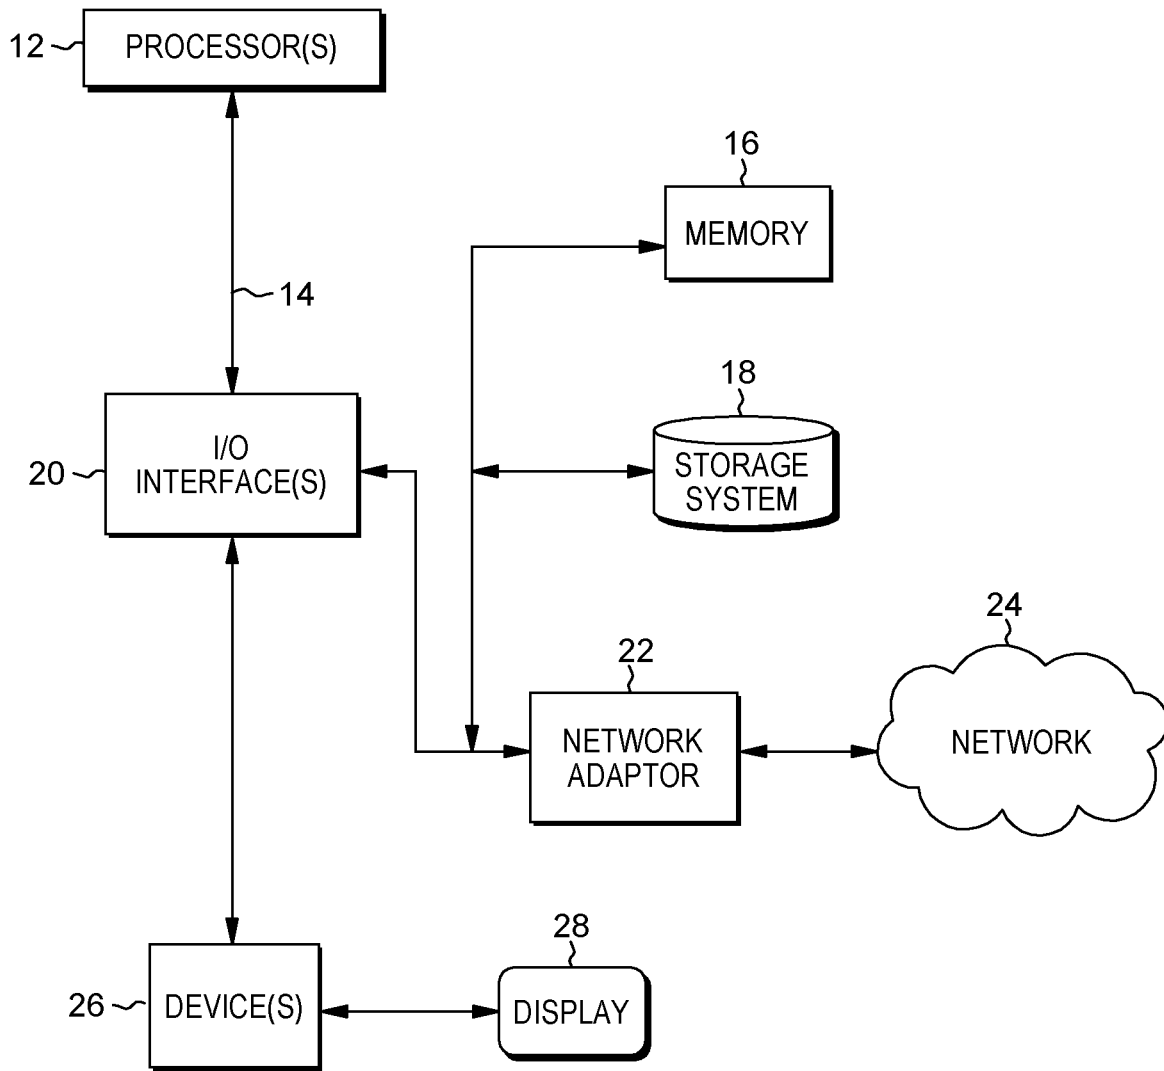 12
PROCESSOR(S)
16
MEMORY
14
18
STORAGE
SYSTEM
20
I/O
INTERFACE(S)
24
NETWORK
22
NETWORK
ADAPTOR
28
DISPLAY
26
DEVICE(S)